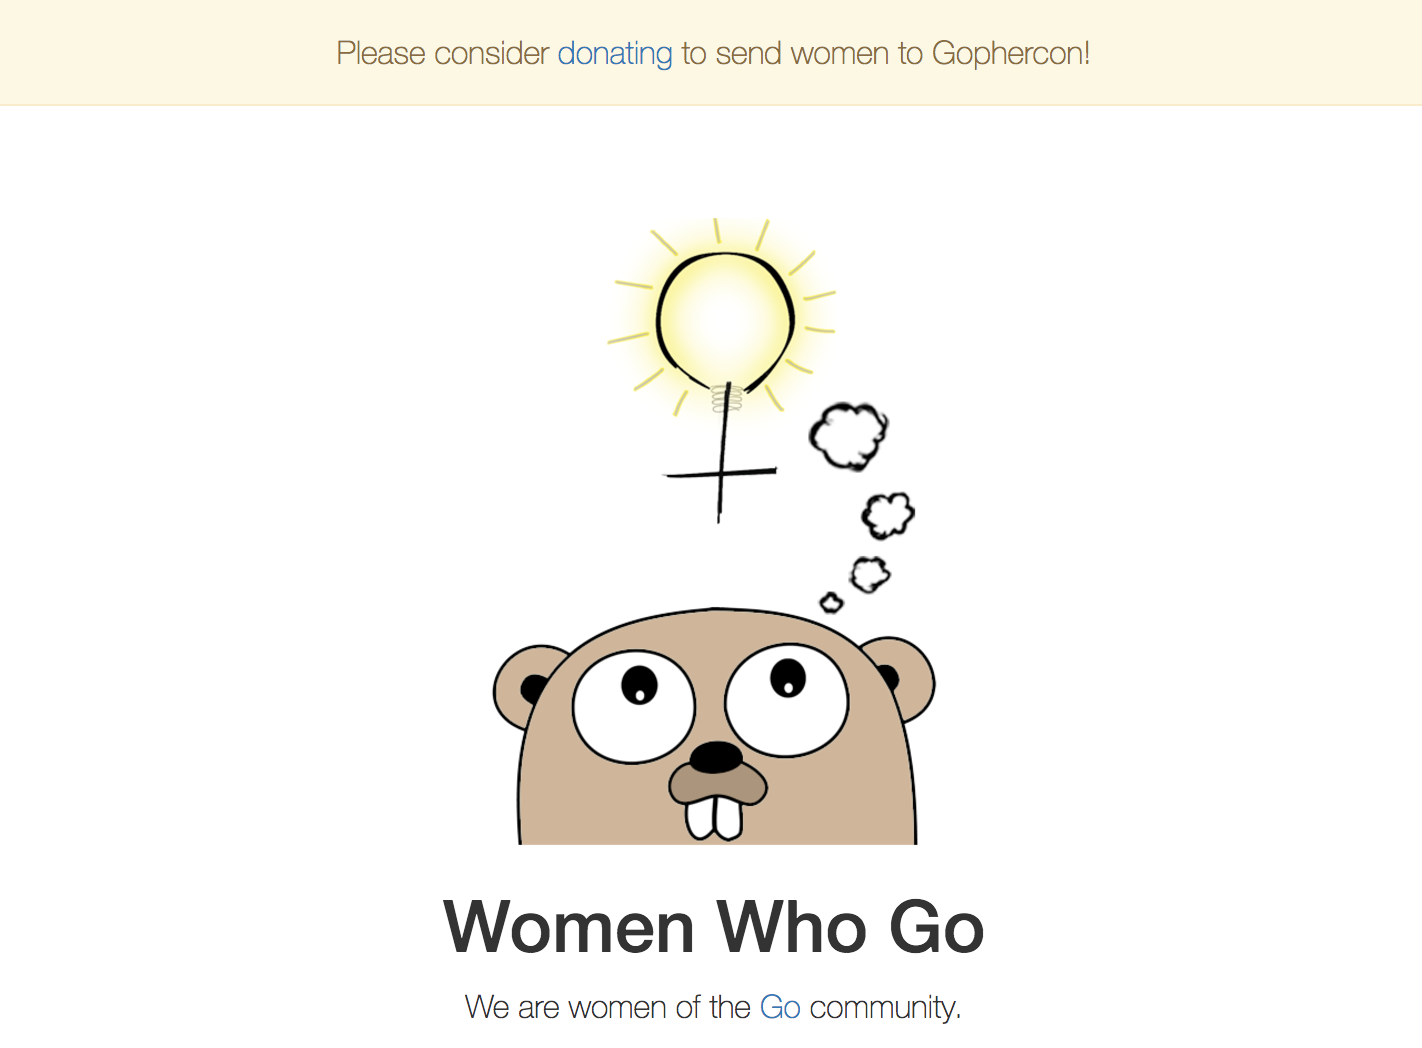 Please consider donating to send women to Gophercon!
Women Who Go
We are women of the Go community.